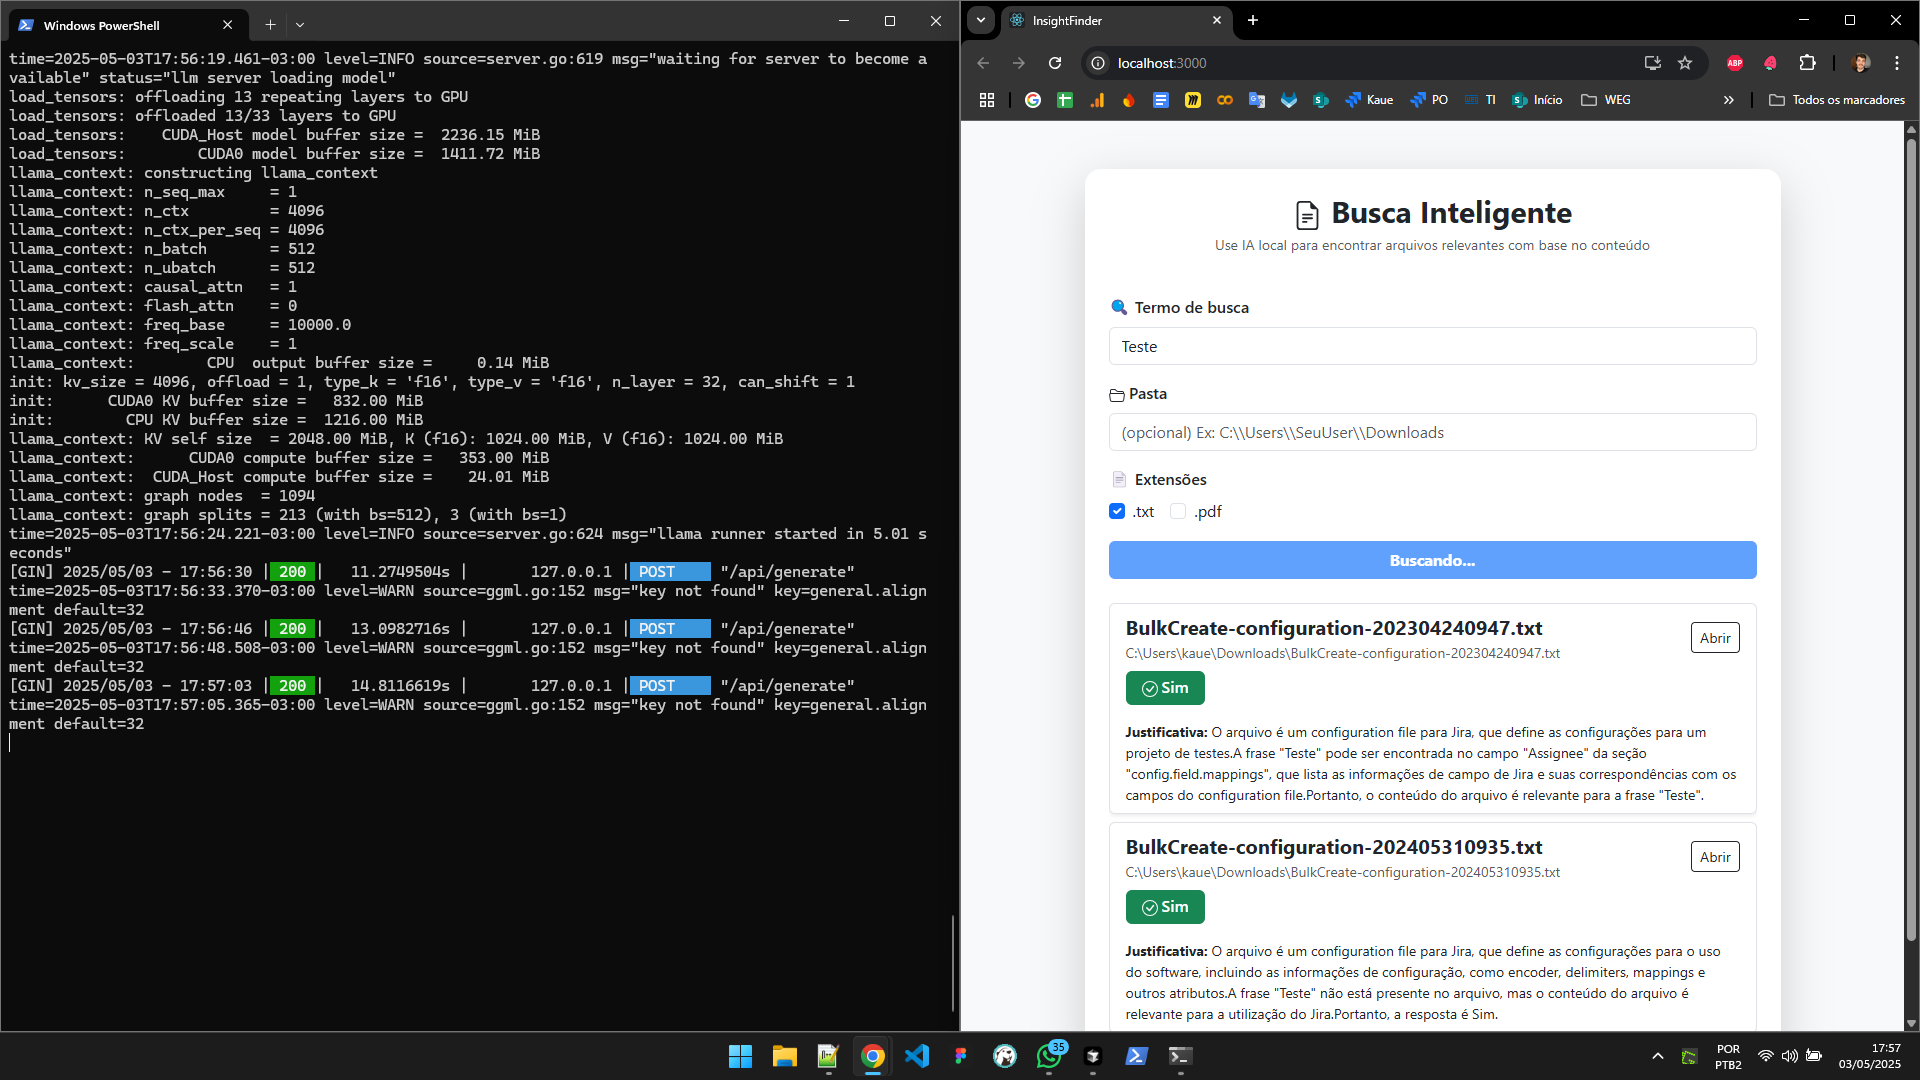 Windows PowerShell
time=2025-05-03T17:56:19.461-03:00 level=INFO source=server.go:619 msg="waiting for server to become a
vailable" status="llm server loading model"
load_tensors: offloading 13 repeating layers to GPU
load_tensors: offloaded 13/33 layers to GPU
load_tensors:    CUDA_Host model buffer size =  2236.15 MiB
load_tensors:        CUDA0 model buffer size =  1411.72 MiB
llama_context: constructing llama_context
llama_context: n_seq_max     = 1
llama_context: n_ctx         = 4096
llama_context: n_ctx_per_seq = 4096
llama_context: n_batch       = 512
llama_context: n_ubatch      = 512
llama_context: causal_attn   = 1
llama_context: flash_attn    = 0
llama_context: freq_base     = 10000.0
llama_context: freq_scale    = 1
llama_context:        CPU  output buffer size =     0.14 MiB
init: kv_size = 4096, offload = 1, type_k = 'f16', type_v = 'f16', n_layer = 32, can_shift = 1
init:      CUDA0 KV buffer size =   832.00 MiB
init:        CPU KV buffer size =  1216.00 MiB
llama_context: KV self size  = 2048.00 MiB, K (f16): 1024.00 MiB, V (f16): 1024.00 MiB
llama_context:      CUDA0 compute buffer size =   353.00 MiB
llama_context:  CUDA_Host compute buffer size =    24.01 MiB
llama_context: graph nodes  = 1094
llama_context: graph splits = 213 (with bs=512), 3 (with bs=1)
time=2025-05-03T17:56:24.221-03:00 level=INFO source=server.go:624 msg="llama runner started in 5.01 s
econds"
[GIN] 2025/05/03 - 17:56:30 | 200 |   11.2749504s |       127.0.0.1 | POST     "/api/generate"
time=2025-05-03T17:56:33.370-03:00 level=WARN source=ggml.go:152 msg="key not found" key=general.align
ment default=32
[GIN] 2025/05/03 - 17:56:46 | 200 |   13.0982716s |       127.0.0.1 | POST     "/api/generate"
time=2025-05-03T17:56:48.508-03:00 level=WARN source=ggml.go:152 msg="key not found" key=general.align
ment default=32
[GIN] 2025/05/03 - 17:57:03 | 200 |   14.8116619s |       127.0.0.1 | POST     "/api/generate"
time=2025-05-03T17:57:05.365-03:00 level=WARN source=ggml.go:152 msg="key not found" key=general.align
ment default=32
InsightFinder
localhost:3000
ABP
Kaue PO TI Início WEG » Todos os marcadores
Busca Inteligente
Use IA local para encontrar arquivos relevantes com base no conteúdo
Termo de busca
Teste
Pasta
(opcional) Ex: C:\\Users\\SeuUser\\Downloads
Extensões
.txt .pdf
Buscando...
BulkCreate-configuration-202304240947.txt
Abrir
C:\Users\kaue\Downloads\BulkCreate-configuration-202304240947.txt
Sim
Justificativa: O arquivo é um configuration file para Jira, que define as configurações para um
projeto de testes.A frase "Teste" pode ser encontrada no campo "Assignee" da seção
"config.field.mappings", que lista as informações de campo de Jira e suas correspondências com os
campos do configuration file.Portanto, o conteúdo do arquivo é relevante para a frase "Teste".
BulkCreate-configuration-202405310935.txt
Abrir
C:\Users\kaue\Downloads\BulkCreate-configuration-202405310935.txt
Sim
Justificativa: O arquivo é um configuration file para Jira, que define as configurações para o uso
do software, incluindo as informações de configuração, como encoder, delimiters, mappings e
outros atributos.A frase "Teste" não está presente no arquivo, mas o conteúdo do arquivo é
relevante para a utilização do Jira.Portanto, a resposta é Sim.
35
POR
PTB2
17:57
03/05/2025